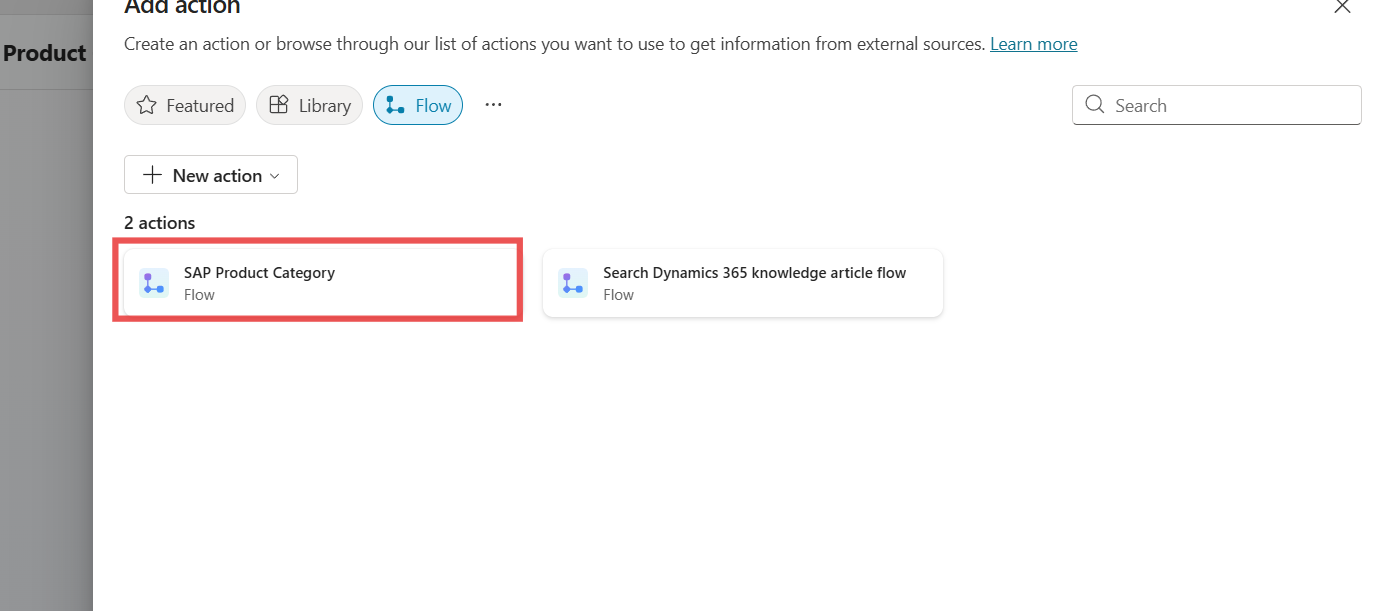 Add action
Product
Create an action or browse through our list of actions you want to use to get information from external sources. Learn more
Featured
Library
Flow
Search
New action
2 actions
SAP Product Category
Flow
Search Dynamics 365 knowledge article flow
Flow